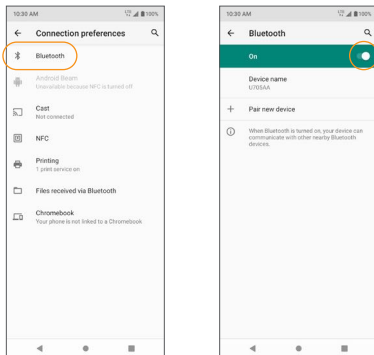 10:30 AM LTE 100%
Connection preferences
Bluetooth
Android Beam
Unavailable because NFC is turned off
Cast
Not connected
NFC
Printing
1 print service on
Files received via Bluetooth
Chromebook
Your phone is not linked to a Chromebook
10:30 AM LTE 100%
Bluetooth
On
Device name
U705AA
Pair new device
When Bluetooth is turned on, your device can
communicate with other nearby Bluetooth
devices.